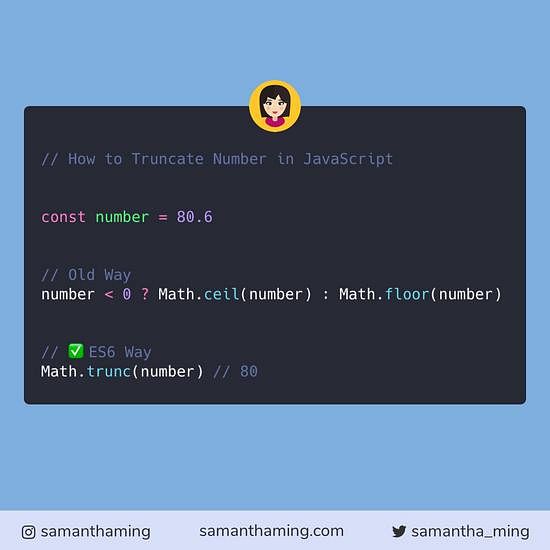 // How to Truncate Number in JavaScript
const number = 80.6
// Old Way
number < 0 ? Math.ceil(number) : Math.floor(number)
// ✅ ES6 Way
Math.trunc(number) // 80
samanthaming
samanthaming.com
samantha_ming